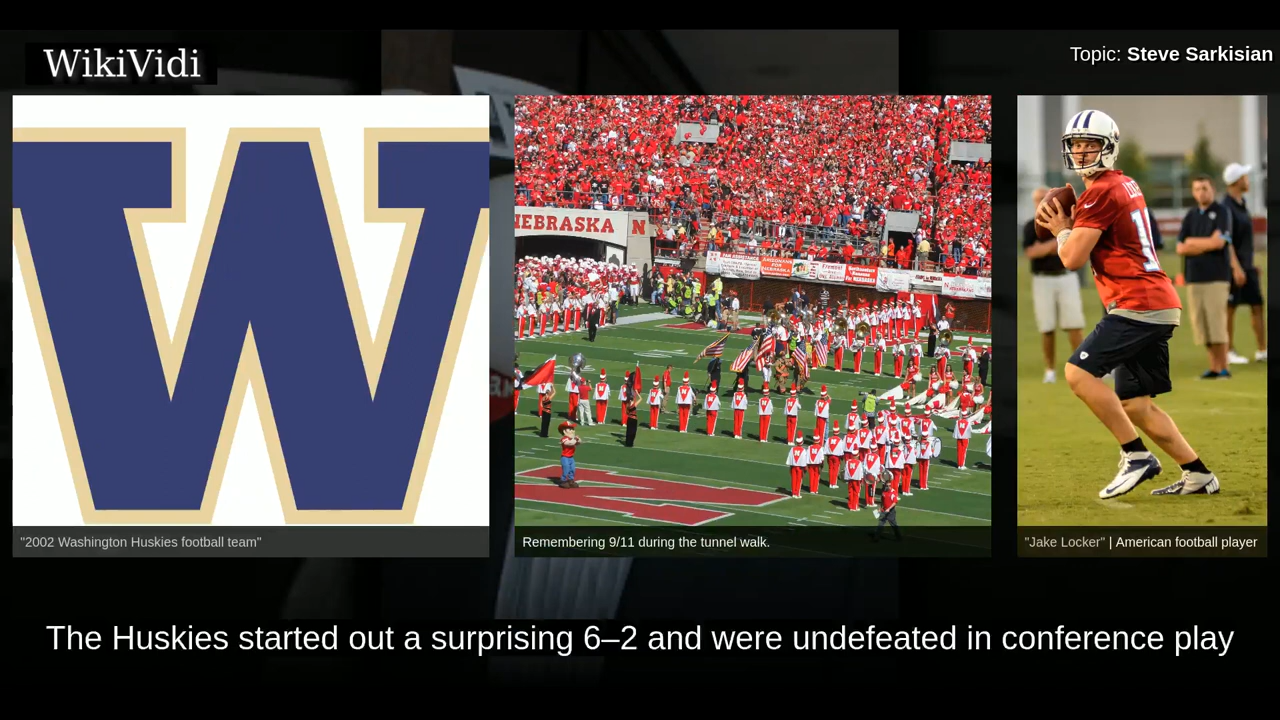 WikiVidi
Topic: Steve Sarkisian
W
EBRASKA N
"2002 Washington Huskies football team"
Remembering 9/11 during the tunnel walk.
"Jake Locker" | American football player
The Huskies started out a surprising 6–2 and were undefeated in conference play